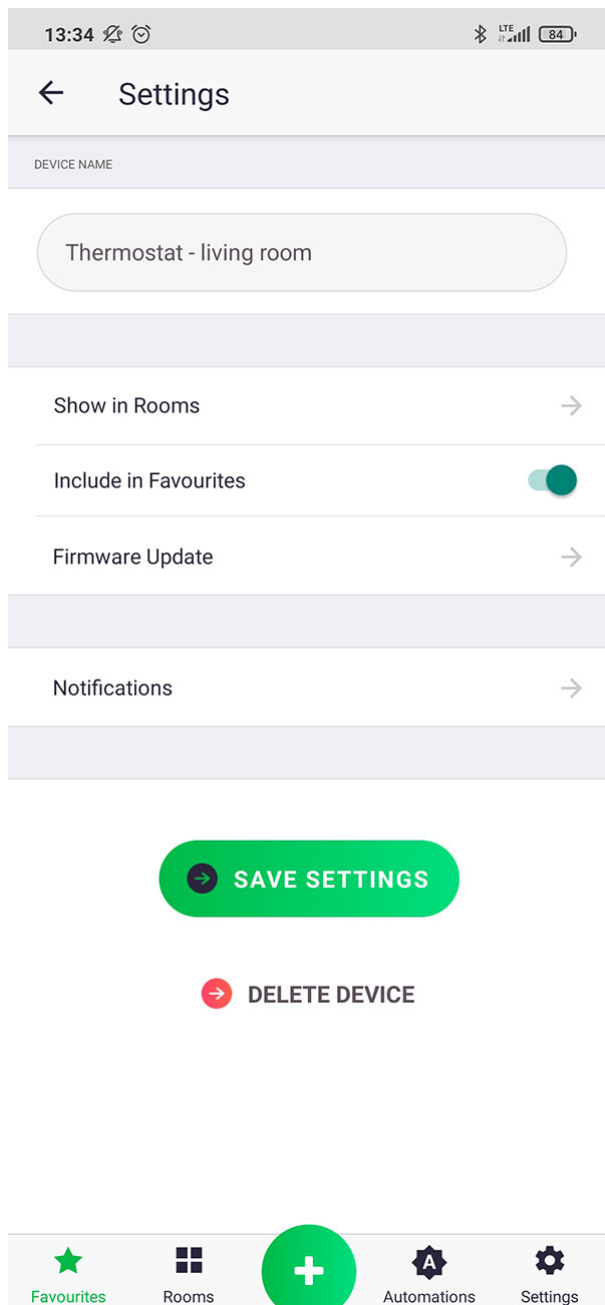 13:34 LTE 84
Settings
DEVICE NAME
Thermostat - living room
Show in Rooms
Include in Favourites
Firmware Update
Notifications
SAVE SETTINGS
DELETE DEVICE
A
Favourites Rooms Automations Settings